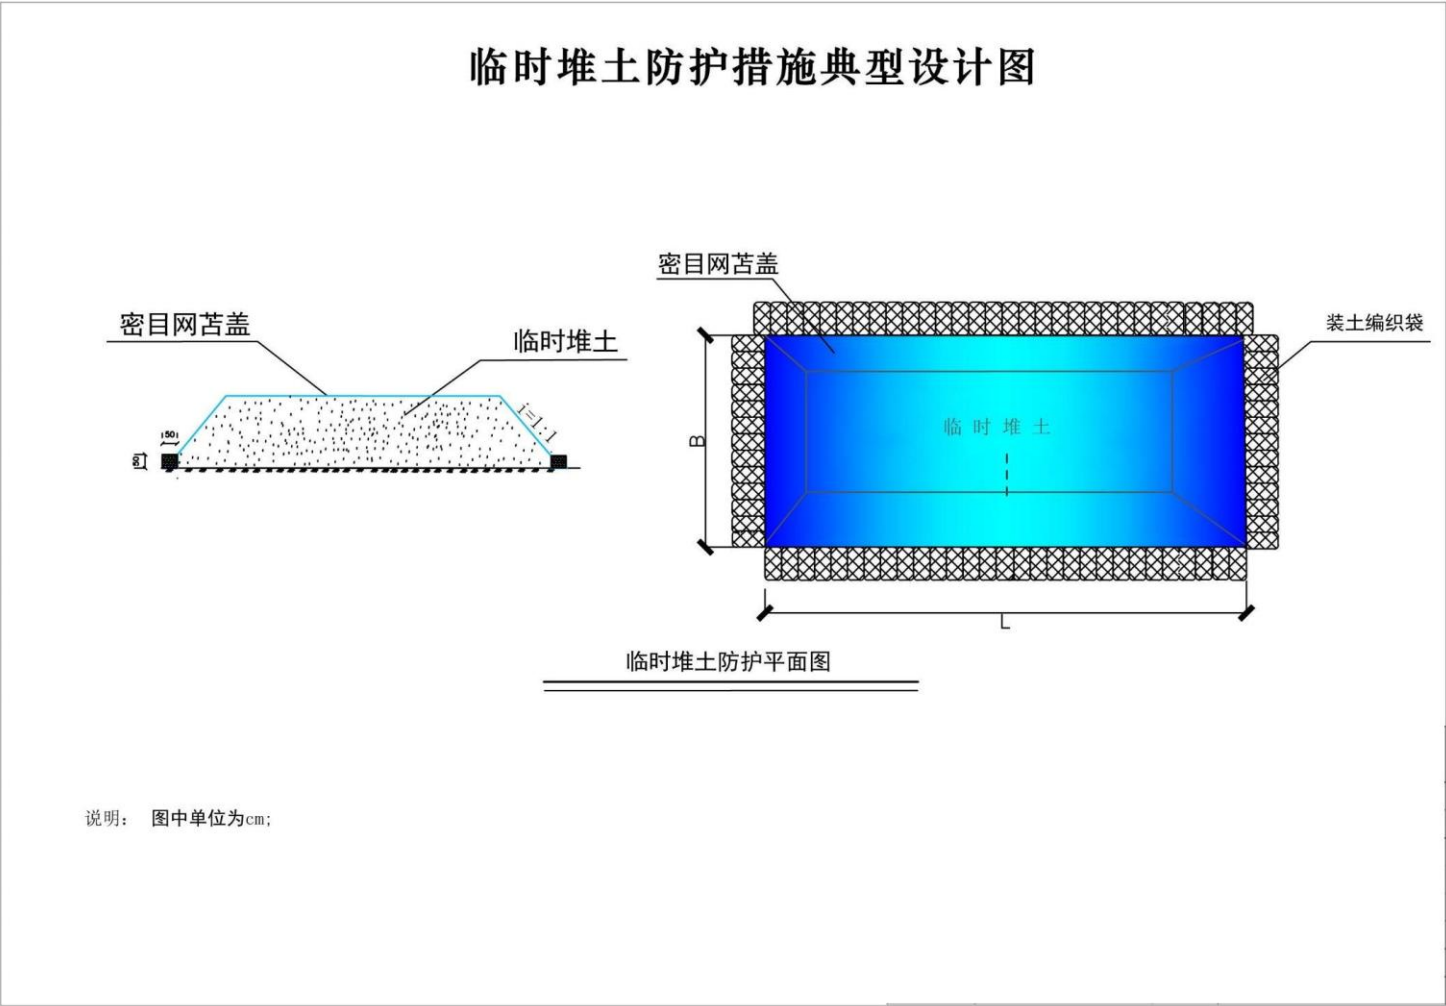 临时堆土防护措施典型设计图
密目网苫盖
临时堆土
i=1:1
50
50
密目网苫盖
装土编织袋
临时堆土
B
L
临时堆土防护平面图
说明： 图中单位为cm;